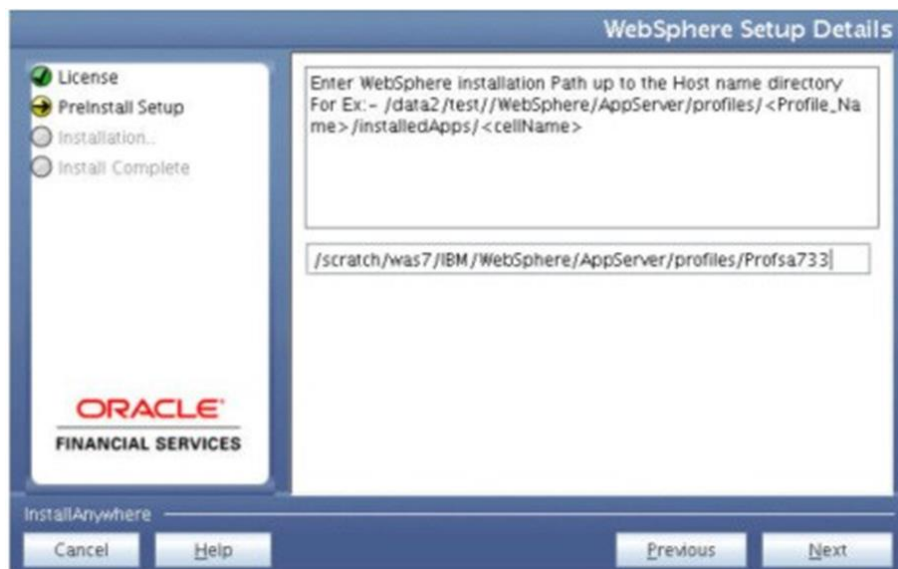 WebSphere Setup Details
License
PreInstall Setup
Installation...
Install Complete
Enter WebSphere installation Path up to the Host name directory
For Ex:- /data2/test//WebSphere/AppServer/profiles/<Profile_Na
me>/installedApps/<cellName>
/scratch/was7/IBM/WebSphere/AppServer/profiles/Profsa733
ORACLE
FINANCIAL SERVICES
InstallAnywhere
Cancel
Help
Previous
Next